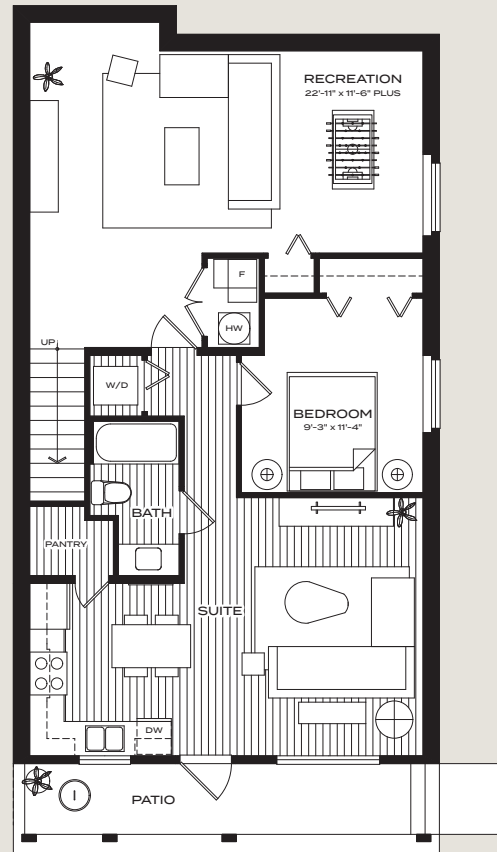 RECREATION
22'-11" x 11'-6" PLUS
F
HW
UP
W/D
BEDROOM
9'-3" x 11'-4"
BATH
PANTRY
SUITE
DW
I
PATIO